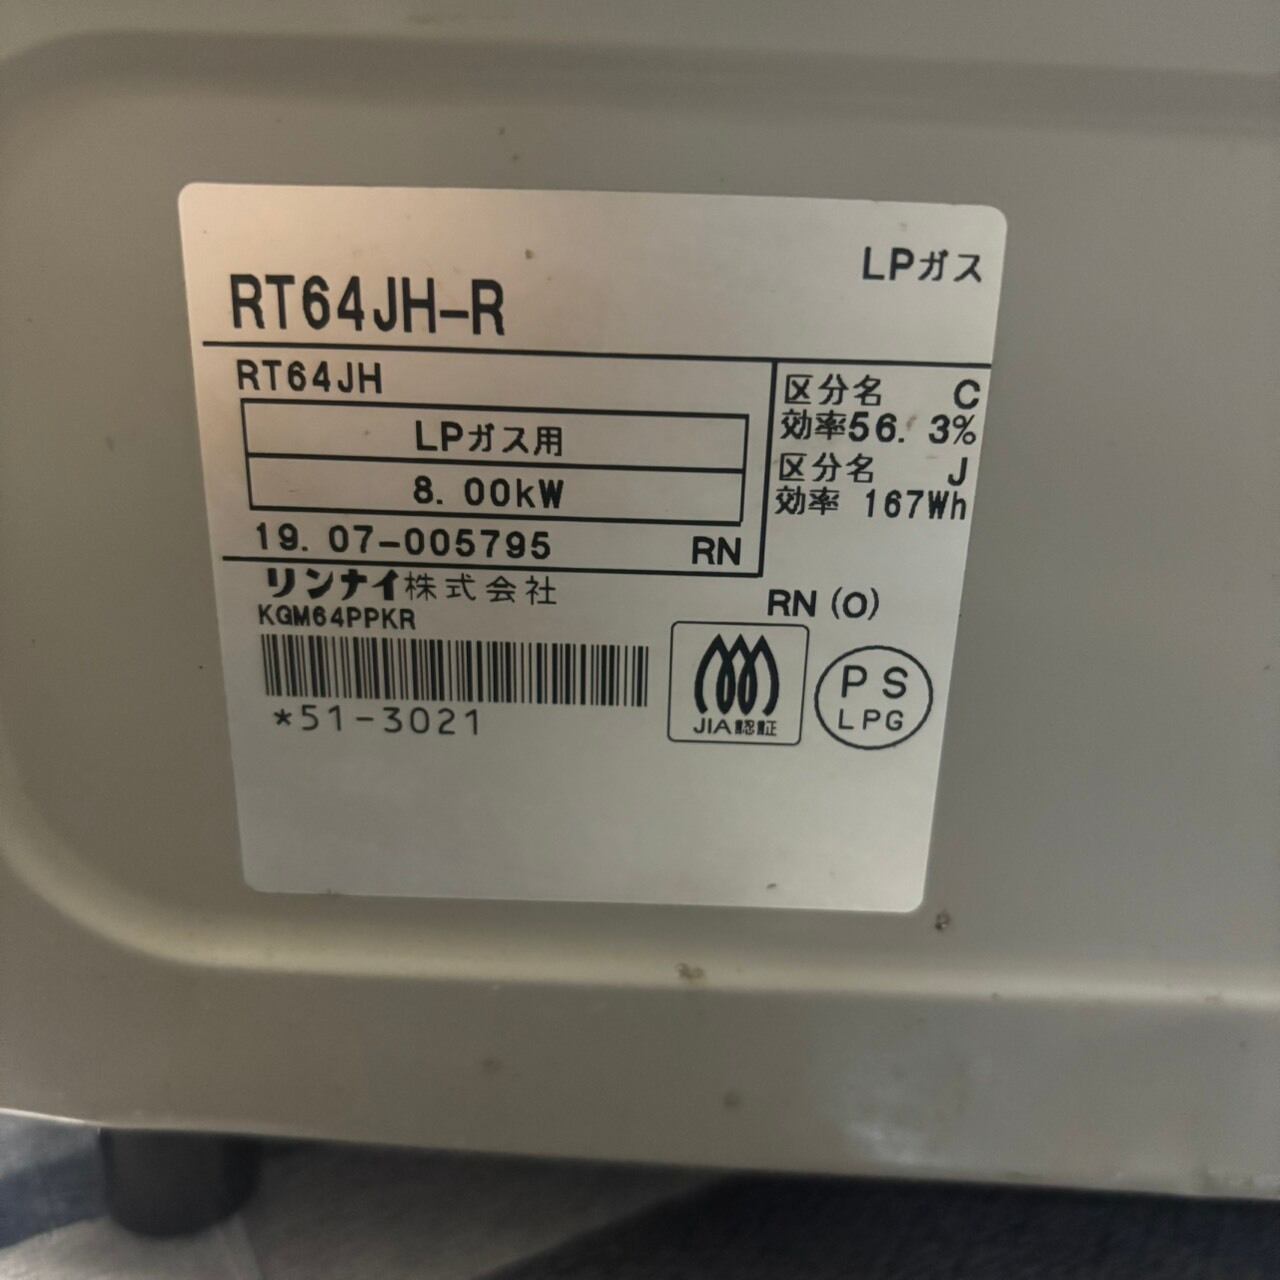 LPガス
RT64JH-R
RT64JH
LPガス用
8.00kW
19.07-005795 RN
区分名 C
効率56.3%
区分名 J
効率 167Wh
リンナイ株式会社
KGM64PPKR
*51-3021
RN(O)
JIA認証
PS
LPG